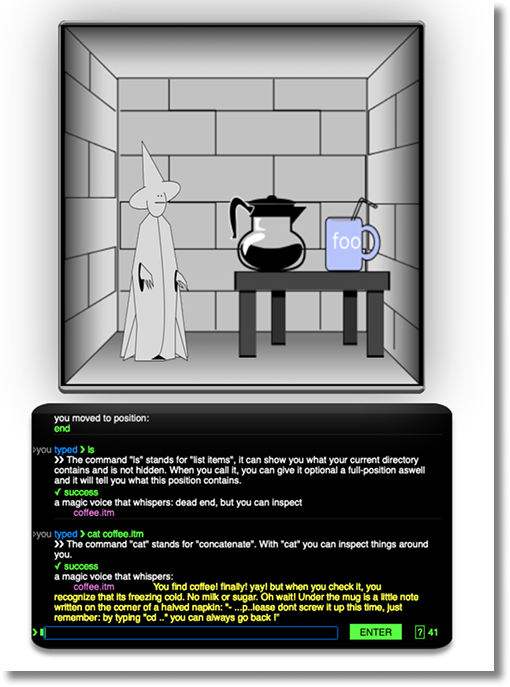 foo
you moved to position:
end
you typed ❯ ls
❯❯ The command "ls" stands for "list items", it can show you what your current directory
contains and is not hidden. When you call it, you can give it optional a full-position aswell
and it will tell you what this position contains.
✓ success
a magic voice that whispers: dead end, but you can inspect
coffee.itm
you typed ❯ cat coffee.itm
❯❯ The command "cat" stands for "concatenate". With "cat" you can inspect things around
you.
✓ success
a magic voice that whispers:
coffee.itm You find coffee! finally! yay! but when you check it, you
recognize that its freezing cold. No milk or sugar. Oh wait! Under the mug is a little note
written on the corner of a halved napkin: "- ...p..lease dont screw it up this time, just
remember: by typing "cd .." you can always go back !"
ENTER ? 41